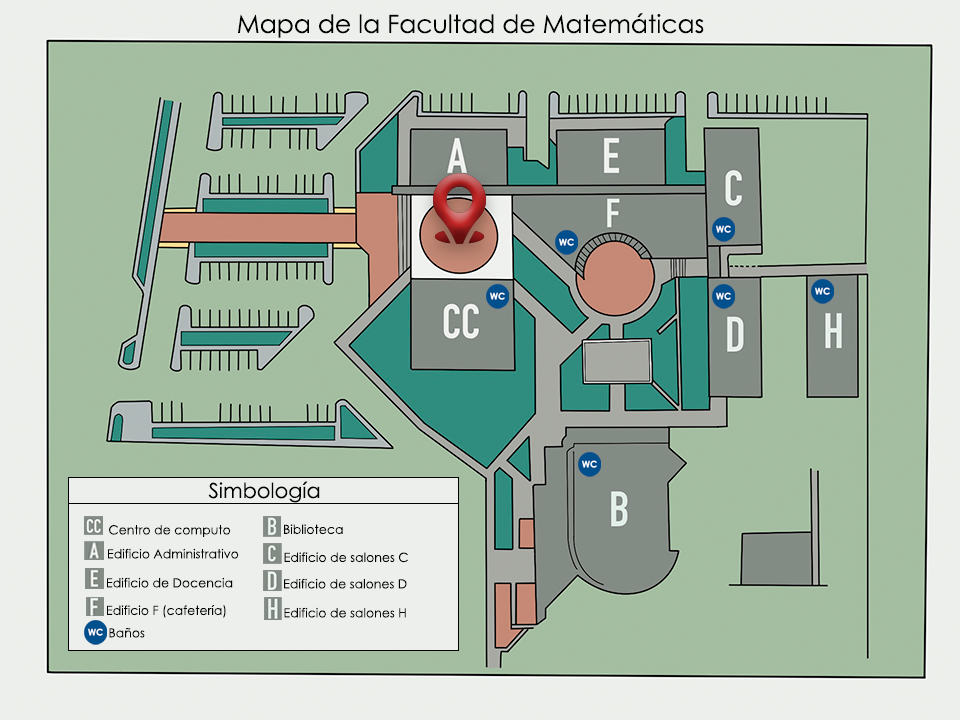 Mapa de la Facultad de Matemáticas
A
E
C
F
WC
WC
CC
WC
D
WC
H
WC
B
WC
Simbología
CC Centro de computo
A Edificio Administrativo
E Edificio de Docencia
F Edificio F (cafetería)
WC Baños
B Biblioteca
C Edificio de salones C
D Edificio de salones D
H Edificio de salones H